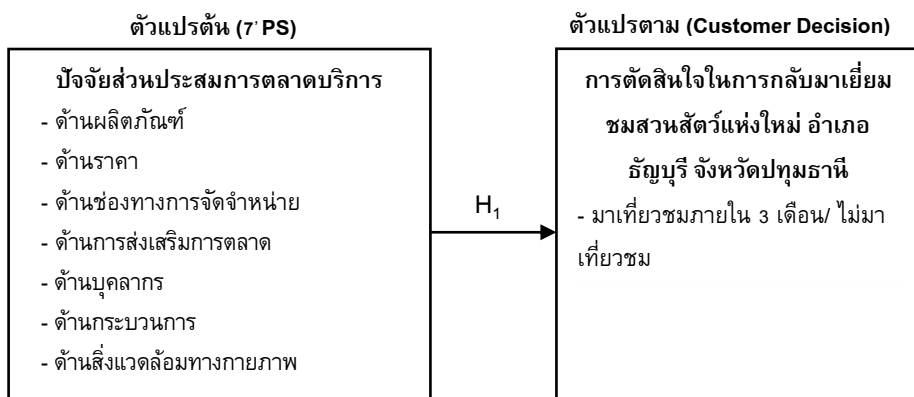 ตัวแปรต้น (7' PS)
ปัจจัยส่วนประสมการตลาดบริการ
- ด้านผลิตภัณฑ์
- ด้านราคา
- ด้านช่องทางการจัดจำหน่าย
- ด้านการส่งเสริมการตลาด
- ด้านบุคลากร
- ด้านกระบวนการ
- ด้านสิ่งแวดล้อมทางกายภาพ
H₁
ตัวแปรตาม (Customer Decision)
การตัดสินใจในการกลับมาเยี่ยม
ชมสวนสัตว์แห่งใหม่ อำเภอ
ธัญบุรี จังหวัดปทุมธานี
- มาเที่ยวชมภายใน 3 เดือน/ ไม่มา
เที่ยวชม